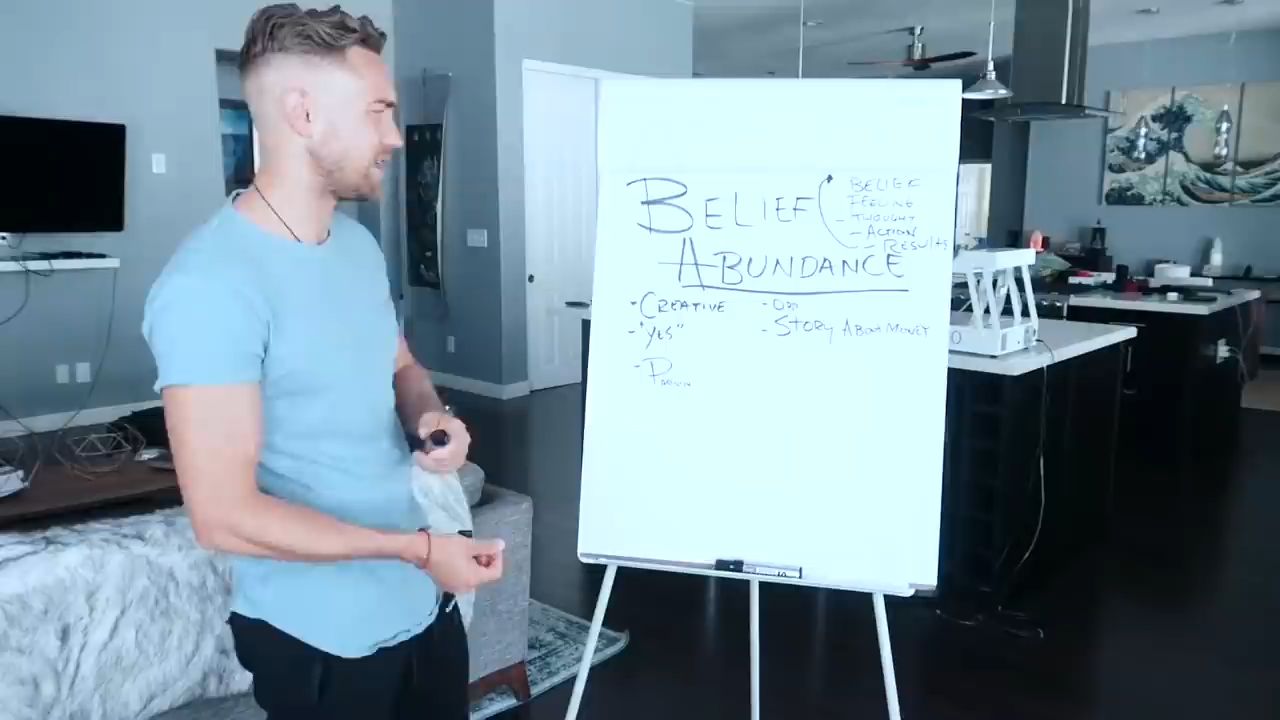 BELIEF
ABUNDANCE
BELIEF
FEELING
- THOUGHT
- ACTION
- RESULTS
- CREATIVE
- "YES"
- STORY ABOUT MONEY